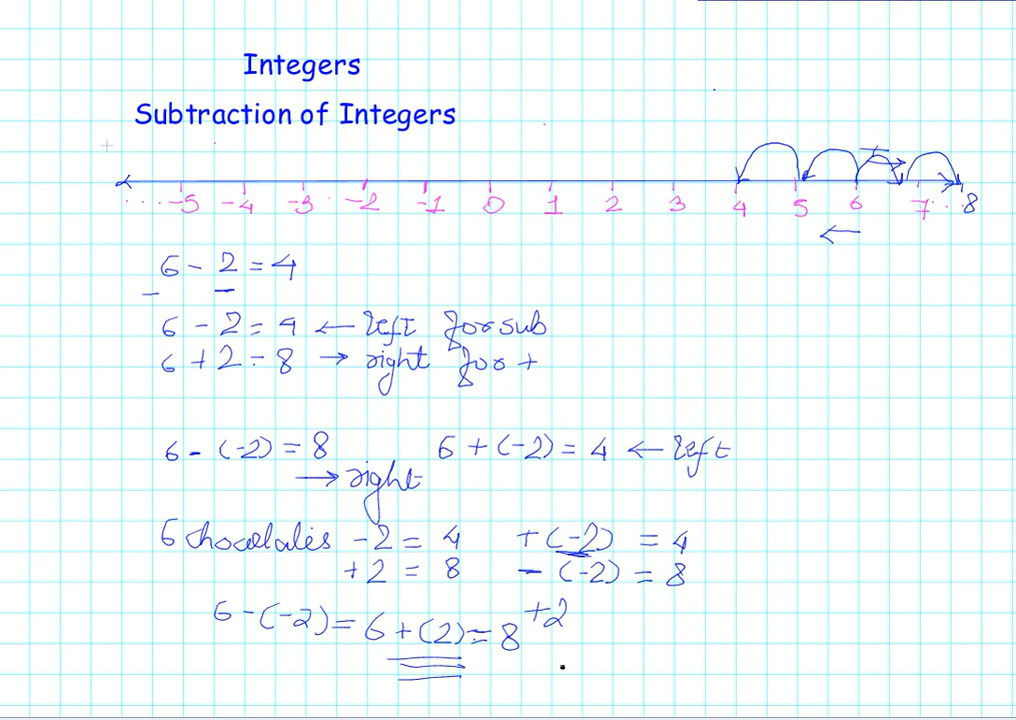 Integers
Subtraction of Integers
. . . . -5 -4 -3 -2 -1 0 1 2 3 4 5 6 7 . . . 8
←
6 - 2 = 4
6 - 2 = 4 ← left for sub
6 + 2 = 8 → right for +
6 - (-2) = 8 6 + (-2) = 4 ← left
→ right
6 chocolates - 2 = 4 + (-2) = 4
+ 2 = 8 - (-2) = 8
6 - (-2) = 6 + (2) = 8 +2